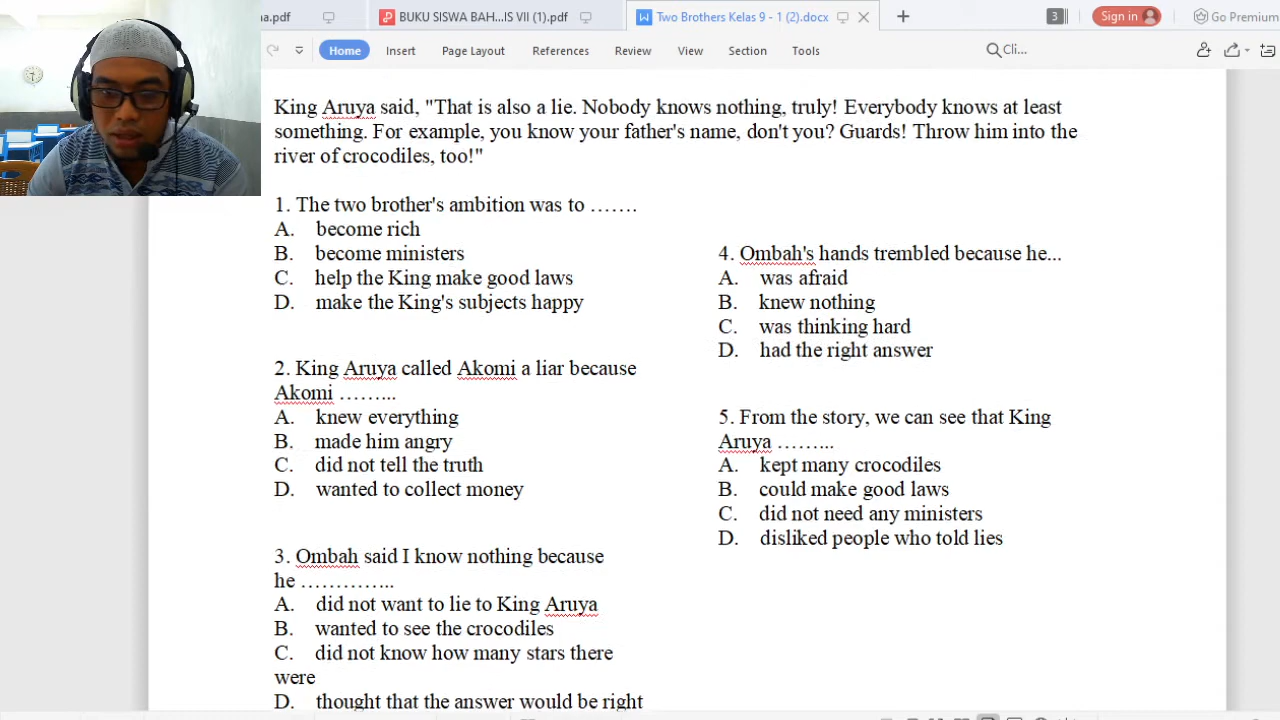 na.pdf
BUKU SISWA BAH...IS VII (1).pdf
Two Brothers Kelas 9 - 1 (2).docx
3
Sign in
Go Premium
Home
Insert
Page Layout
References
Review
View
Section
Tools
Cli...
King Aruya said, "That is also a lie. Nobody knows nothing, truly! Everybody knows at least
something. For example, you know your father's name, don't you? Guards! Throw him into the
river of crocodiles, too!"
1. The two brother's ambition was to …….
A. become rich
B. become ministers
C. help the King make good laws
D. make the King's subjects happy
2. King Aruya called Akomi a liar because
Akomi ……...
A. knew everything
B. made him angry
C. did not tell the truth
D. wanted to collect money
3. Ombah said I know nothing because
he …………..
A. did not want to lie to King Aruya
B. wanted to see the crocodiles
C. did not know how many stars there
were
D. thought that the answer would be right
4. Ombah's hands trembled because he...
A. was afraid
B. knew nothing
C. was thinking hard
D. had the right answer
5. From the story, we can see that King
Aruya ……...
A. kept many crocodiles
B. could make good laws
C. did not need any ministers
D. disliked people who told lies